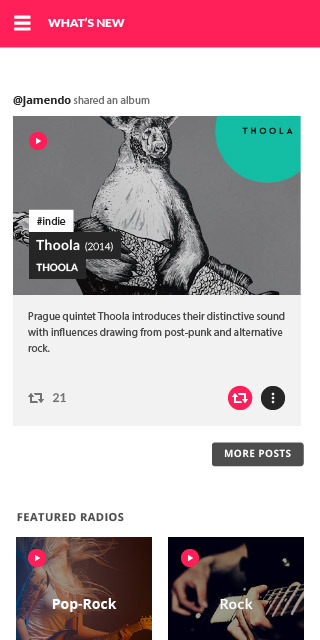 WHAT'S NEW
@jamendo shared an album
THOOLA
#indie
Thoola (2014)
THOOLA
Prague quintet Thoola introduces their distinctive sound
with influences drawing from post-punk and alternative
rock.
21
MORE POSTS
FEATURED RADIOS
Pop-Rock
Rock